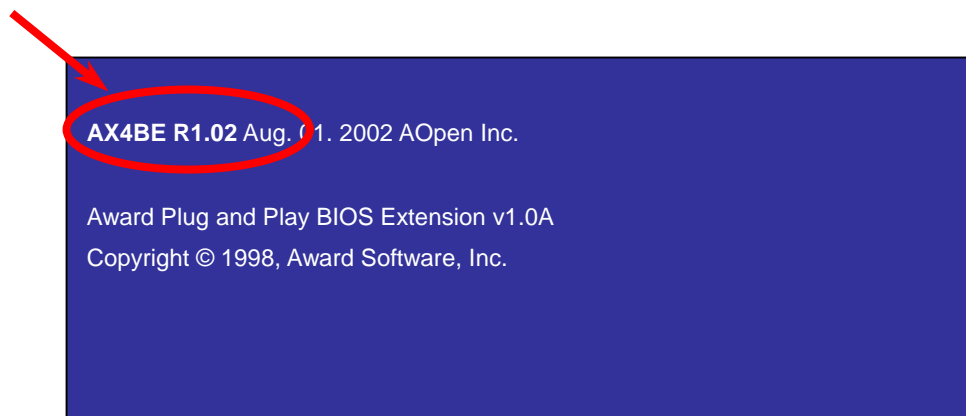 AX4BE R1.02 Aug. 01. 2002 AOpen Inc.
Award Plug and Play BIOS Extension v1.0A
Copyright © 1998, Award Software, Inc.